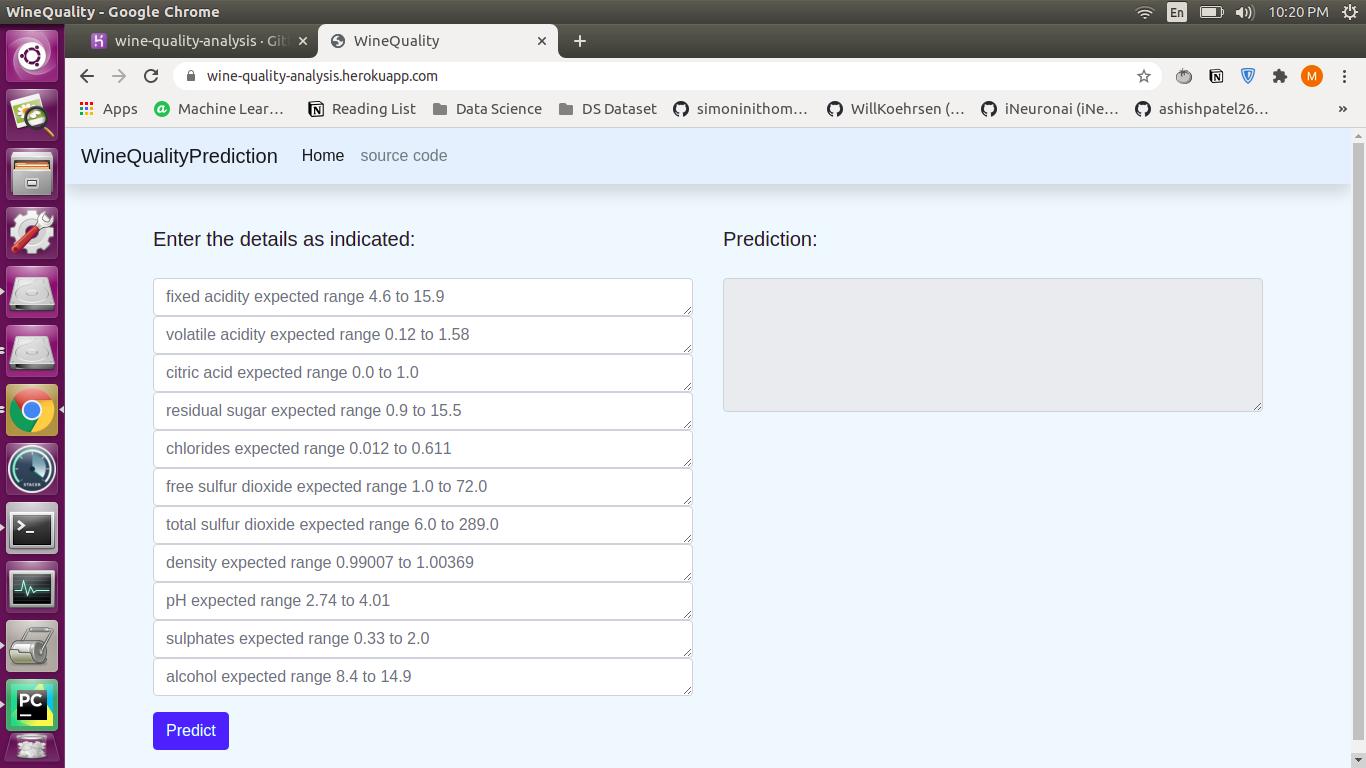 WineQuality - Google Chrome
En
10:20 PM
wine-quality-analysis · Git
WineQuality
wine-quality-analysis.herokuapp.com
M
Apps
Machine Lear…
Reading List
Data Science
DS Dataset
simoninithom…
WillKoehrsen (…
iNeuronai (iNe…
ashishpatel26…
»
WineQualityPrediction
Home
source code
Enter the details as indicated:
Prediction:
fixed acidity expected range 4.6 to 15.9
volatile acidity expected range 0.12 to 1.58
citric acid expected range 0.0 to 1.0
residual sugar expected range 0.9 to 15.5
chlorides expected range 0.012 to 0.611
free sulfur dioxide expected range 1.0 to 72.0
total sulfur dioxide expected range 6.0 to 289.0
density expected range 0.99007 to 1.00369
pH expected range 2.74 to 4.01
sulphates expected range 0.33 to 2.0
alcohol expected range 8.4 to 14.9
Predict
STACER
>_
PC